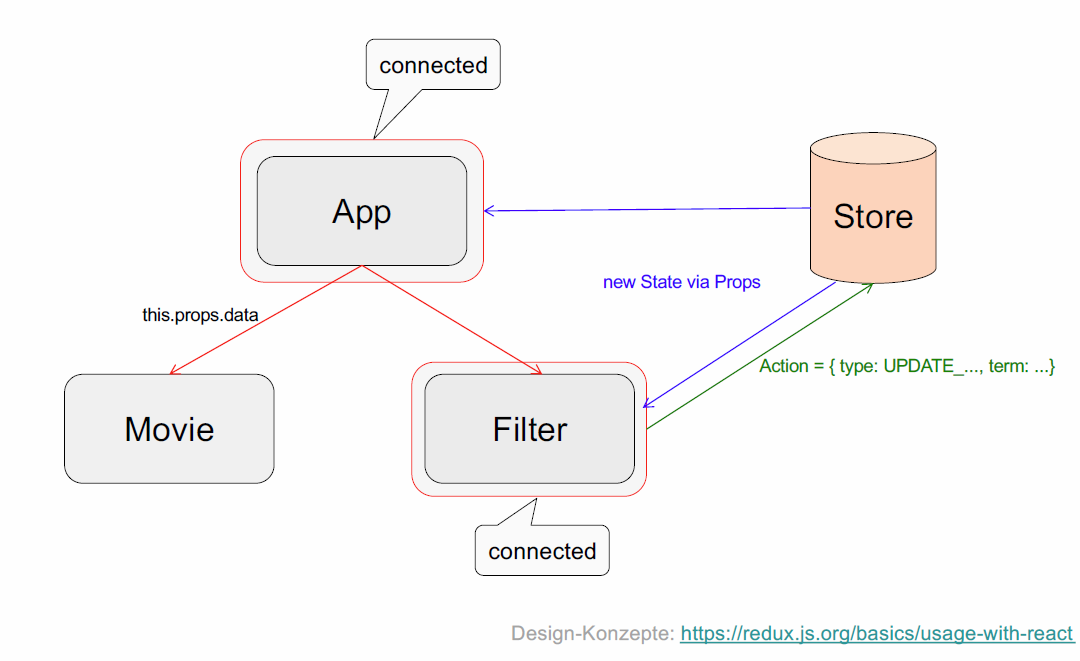 connected
App
Store
new State via Props
this.props.data
Action = { type: UPDATE_..., term: ...}
Movie
Filter
connected
Design-Konzepte: https://redux.js.org/basics/usage-with-react